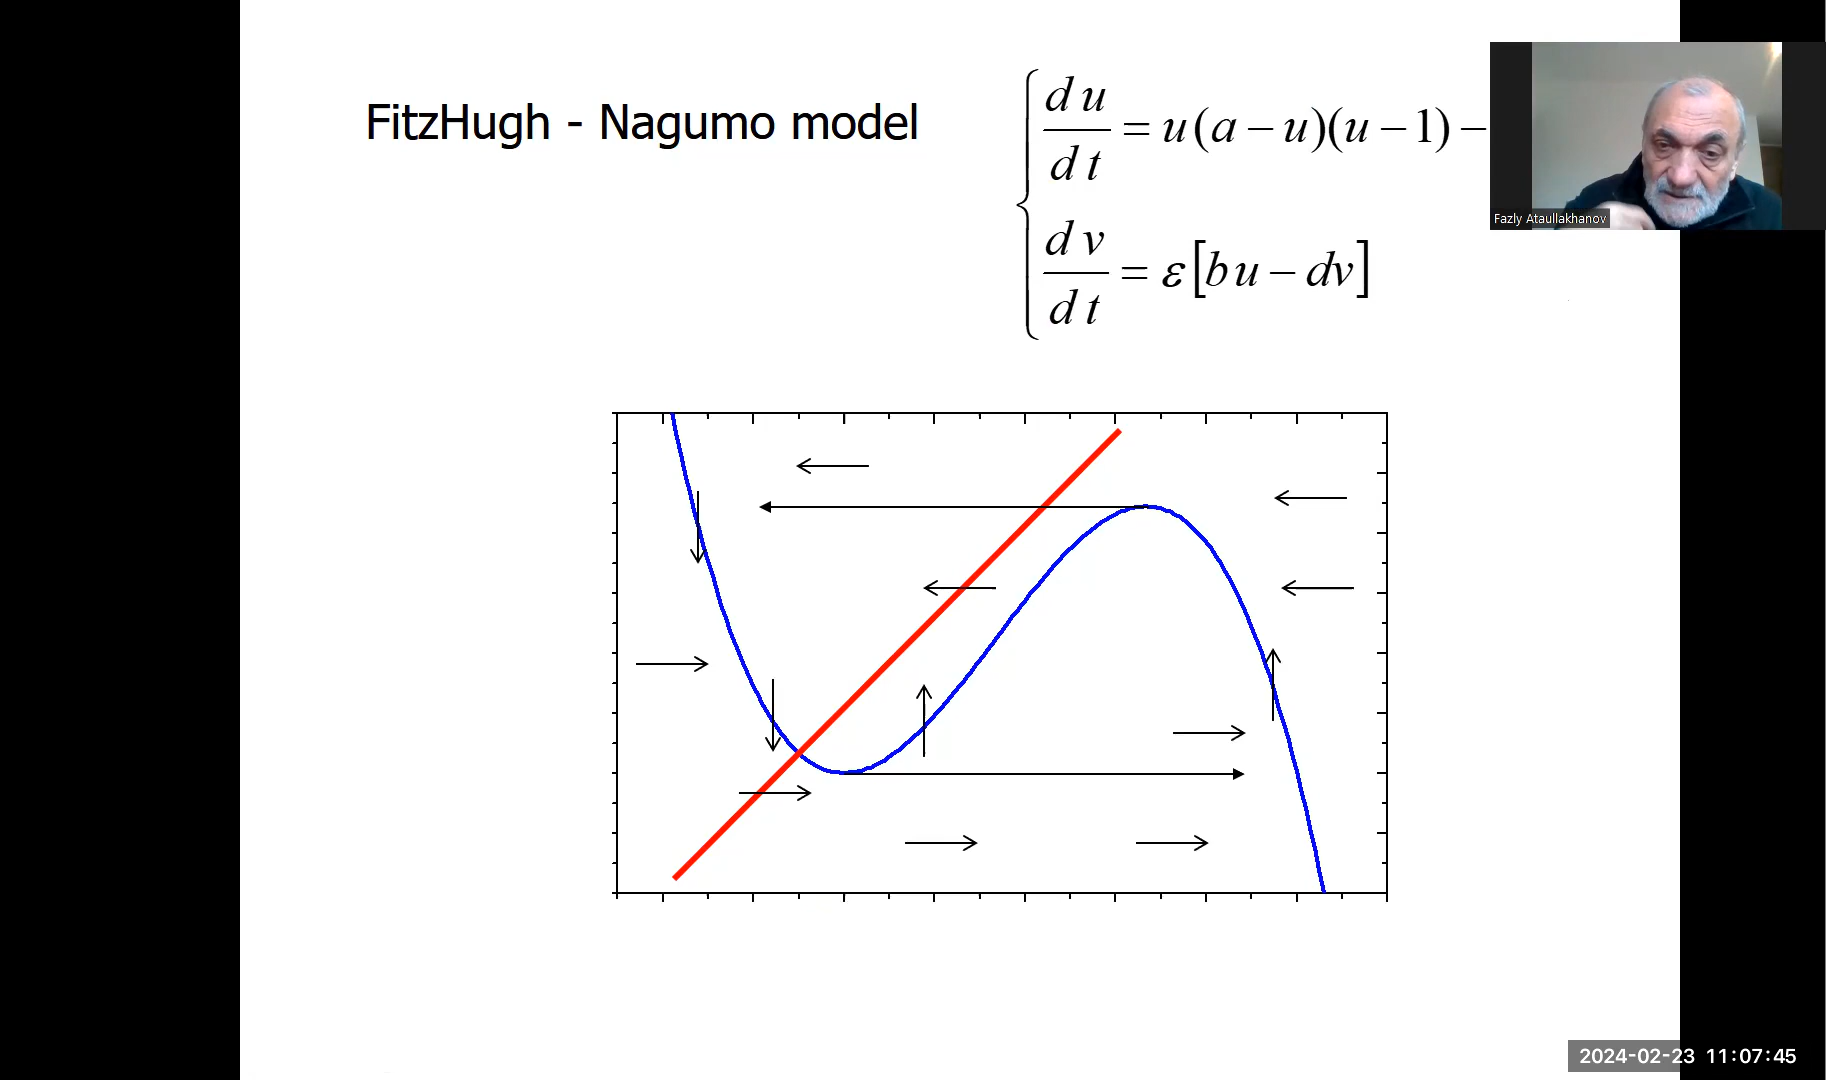 FitzHugh - Nagumo model
du/dt = u(a − u)(u − 1) −
dv/dt = ε[bu − dv]
Fazly Ataullakhanov
2024-02-23 11:07:45